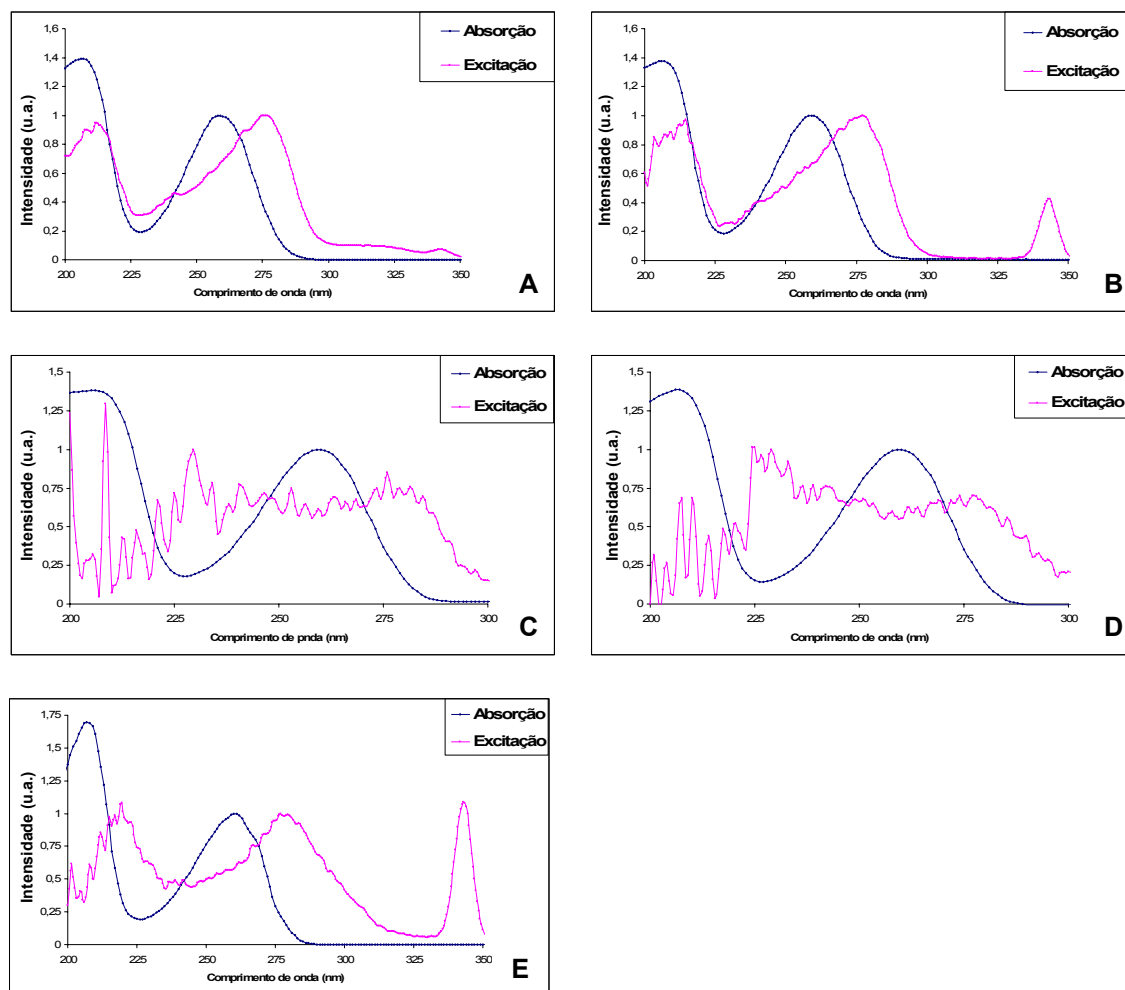 Absorção
Excitação
Intensidade (u.a.)
1,6
1,4
1,2
1
0,8
0,6
0,4
0,2
0
200 225 250 275 300 325 350
Comprimento de onda (nm)
A
Absorção
Excitação
Intensidade (u.a.)
1,6
1,4
1,2
1
0,8
0,6
0,4
0,2
0
200 225 250 275 300 325 350
Comprimento de onda (nm)
B
Absorção
Excitação
Intensidade (u.a.)
1,5
1,25
1
0,75
0,5
0,25
0
200 225 250 275 300
Comprimento de pnda (nm)
C
Absorção
Excitação
Intensidade (u.a.)
1,5
1,25
1
0,75
0,5
0,25
0
200 225 250 275 300
Comprimento de onda (nm)
D
Absorção
Excitação
Intensidade (u.a.)
1,75
1,5
1,25
1
0,75
0,5
0,25
0
200 225 250 275 300 325 350
Comprimento de onda (nm)
E